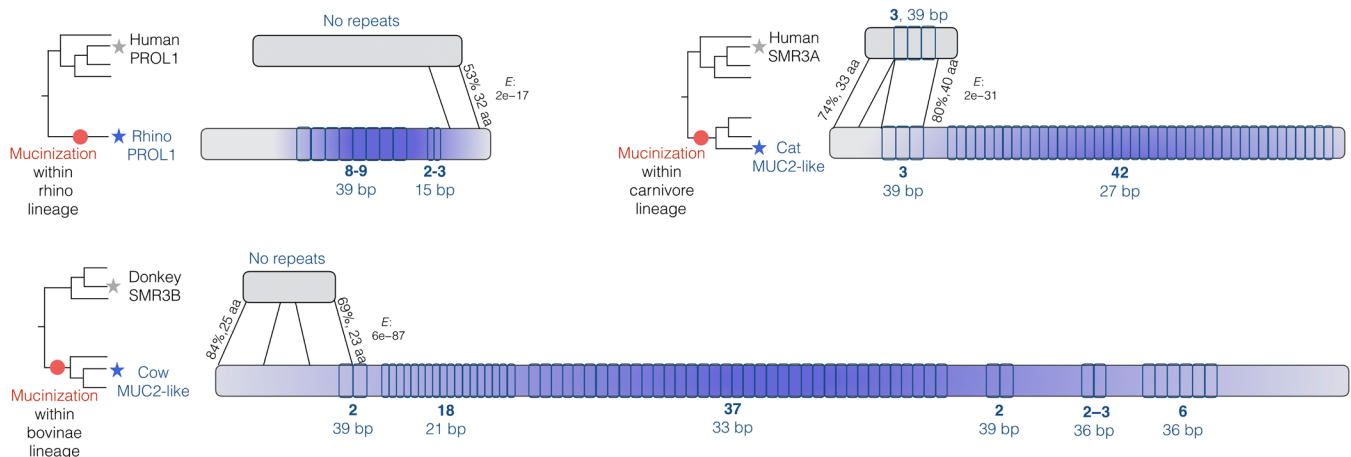 No repeats
Human
PROL1
53%, 32 aa
E:
2e–17
Rhino
PROL1
Mucinization
within
rhino
lineage
8-9
39 bp
2-3
15 bp
3, 39 bp
Human
SMR3A
74%, 33 aa
80%,40 aa
E:
2e–31
Mucinization
within
carnivore
lineage
Cat
MUC2-like
3
39 bp
42
27 bp
No repeats
Donkey
SMR3B
84%,25 aa
69%, 23 aa
E:
6e–87
Cow
MUC2-like
Mucinization
within
bovinae
lineage
2
39 bp
18
21 bp
37
33 bp
2
39 bp
2–3
36 bp
6
36 bp